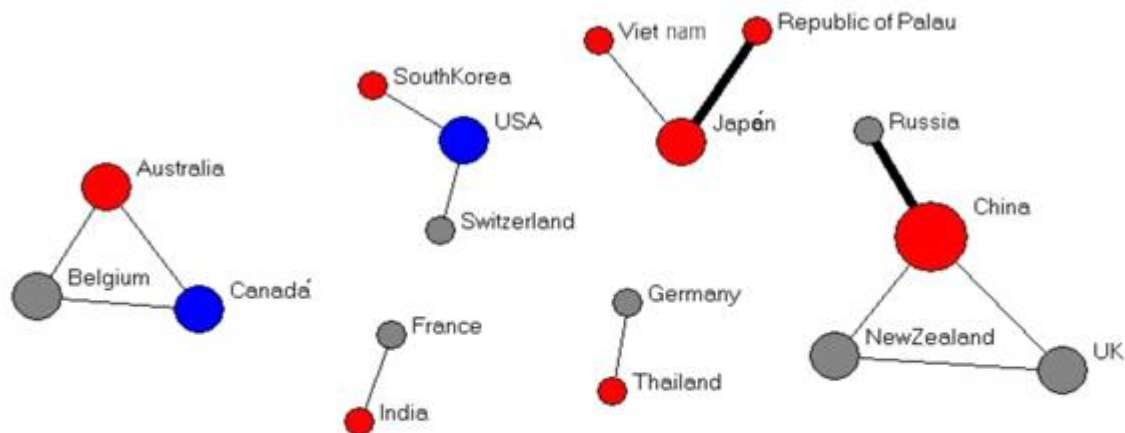 Viet nam
Republic of Palau
SouthKorea
USA
Japán
Russia
Australia
Switzerland
China
Belgium
Canadá
Germany
France
NewZealand
UK
Thailand
India